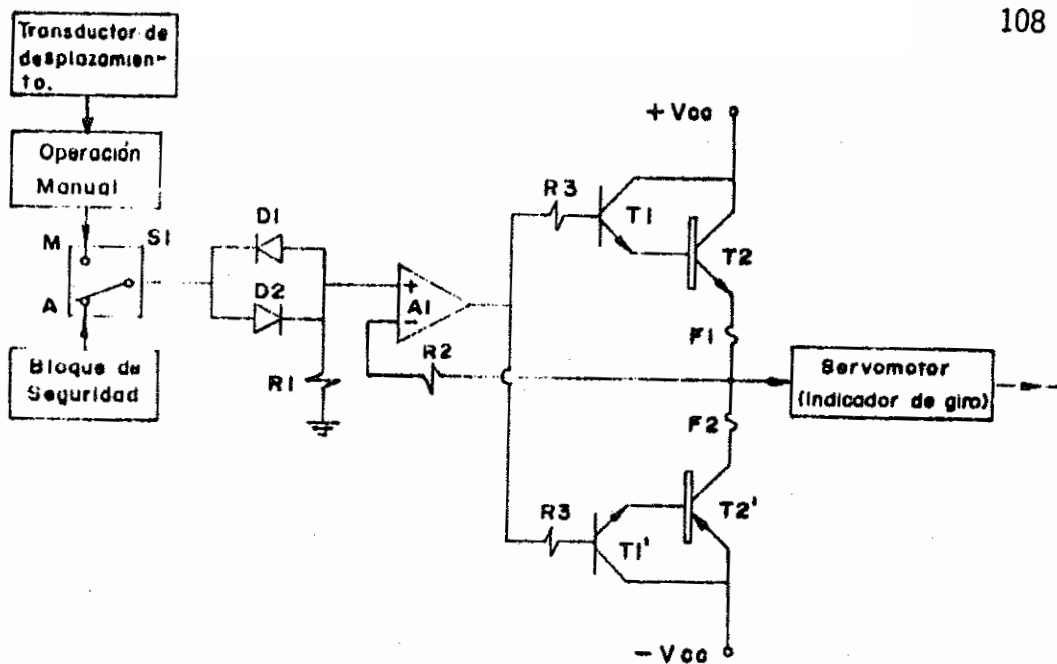 108
Transductor de
desplazamien-
to.
Operación
Manual
M
S1
A
Bloque de
Seguridad
D1
D2
R1
A1
+
-
R2
+Vcc
R3
T1
T2
F1
Servomotor
(Indicador de giro)
F2
R3
T1'
T2'
-Vcc